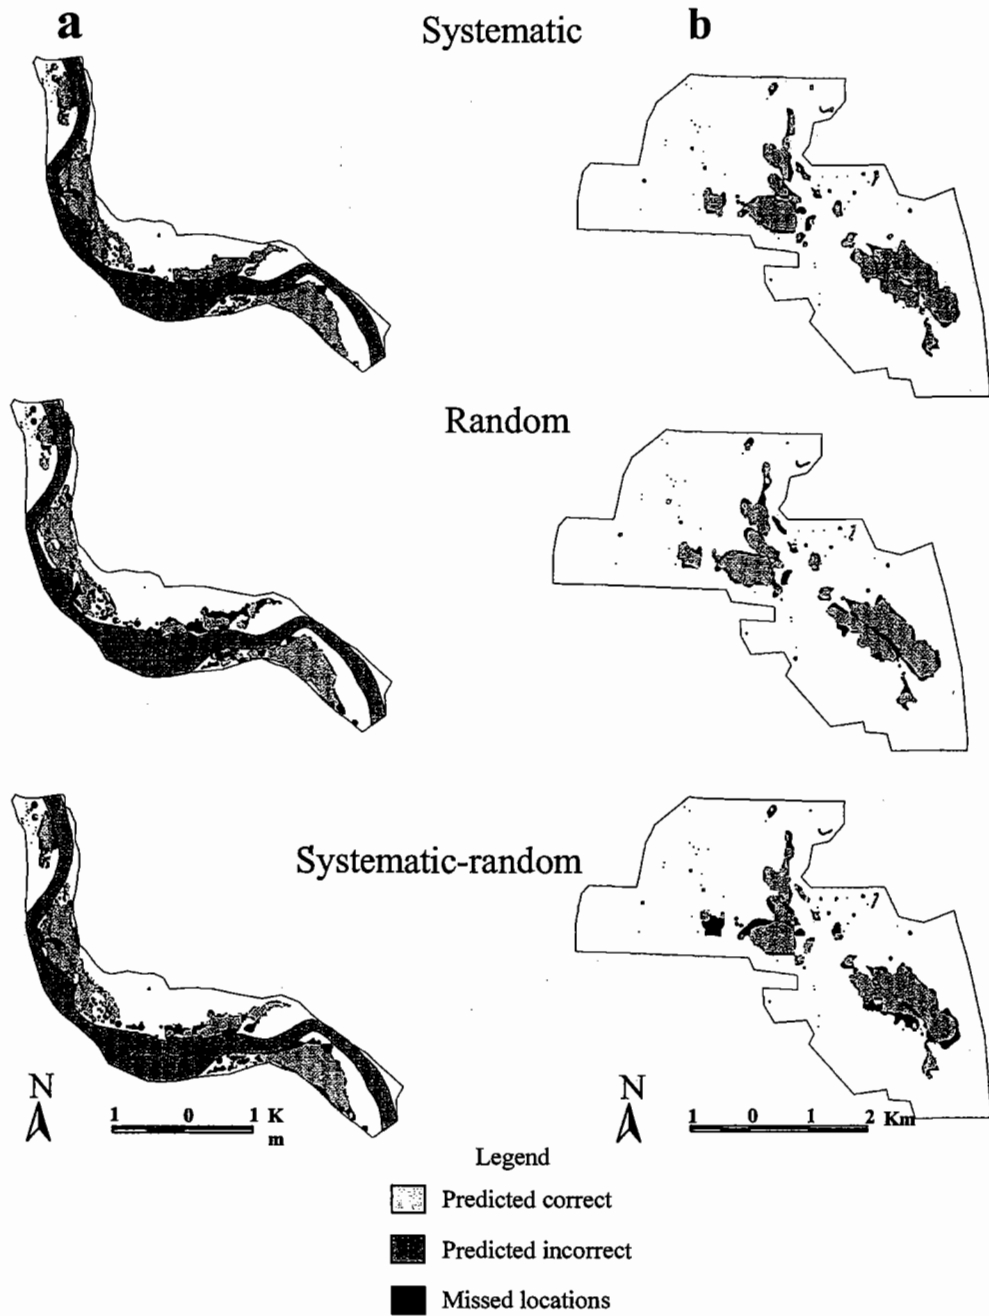 a
Systematic
b
Random
Systematic-random
N
1 0 1 K
m
N
1 0 1 2 Km
Legend
Predicted correct
Predicted incorrect
Missed locations